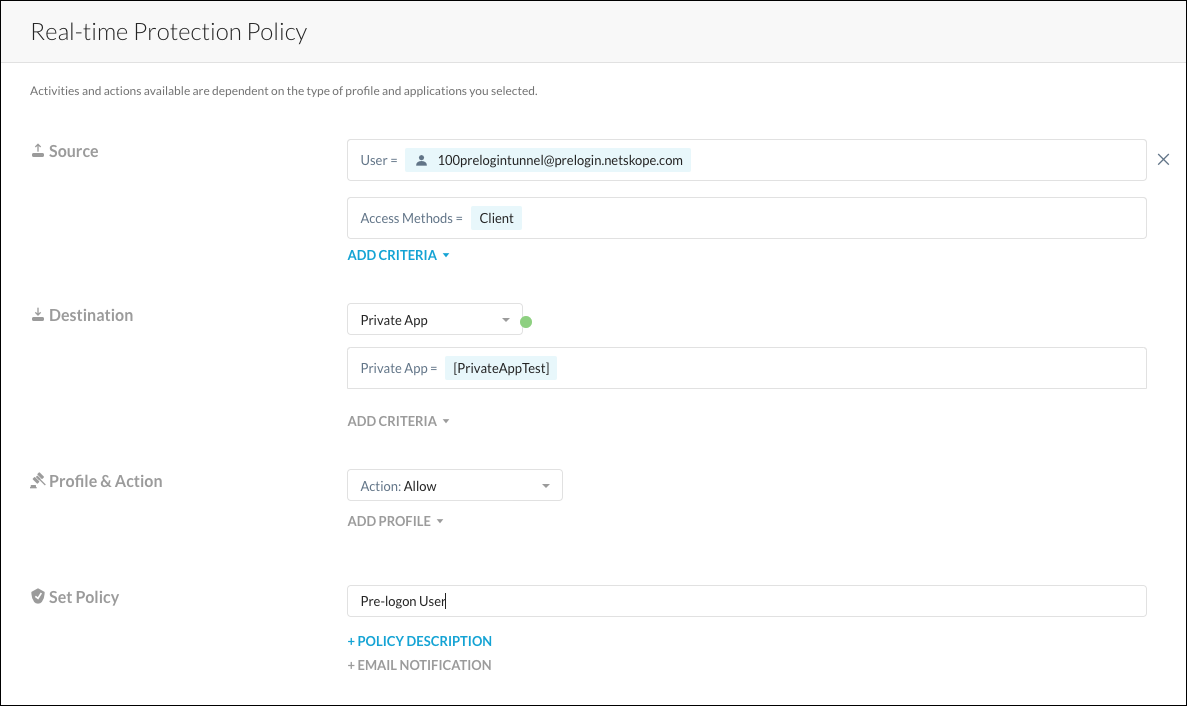 Real-time Protection Policy
Activities and actions available are dependent on the type of profile and applications you selected.
Source
User = 100prelogintunnel@prelogin.netskope.com
Access Methods = Client
ADD CRITERIA
Destination
Private App
Private App = [PrivateAppTest]
ADD CRITERIA
Profile & Action
Action: Allow
ADD PROFILE
Set Policy
Pre-logon User
+ POLICY DESCRIPTION
+ EMAIL NOTIFICATION